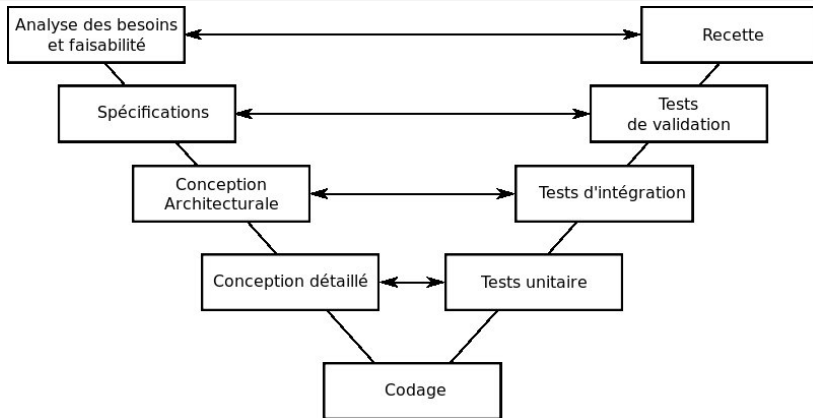 Analyse des besoins
et faisabilité
Recette
Spécifications
Tests
de validation
Conception
Architecturale
Tests d'intégration
Conception détaillé
Tests unitaire
Codage